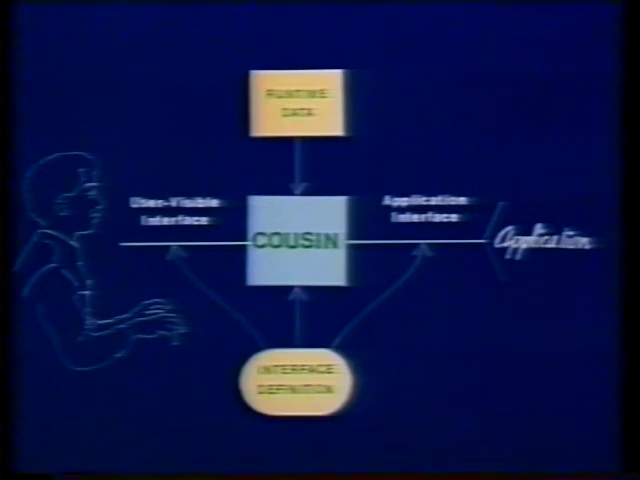 RUNTIME
DATA
User-Visible
Interface
Application
Interface
COUSIN
Application
INTERFACE
DEFINITION